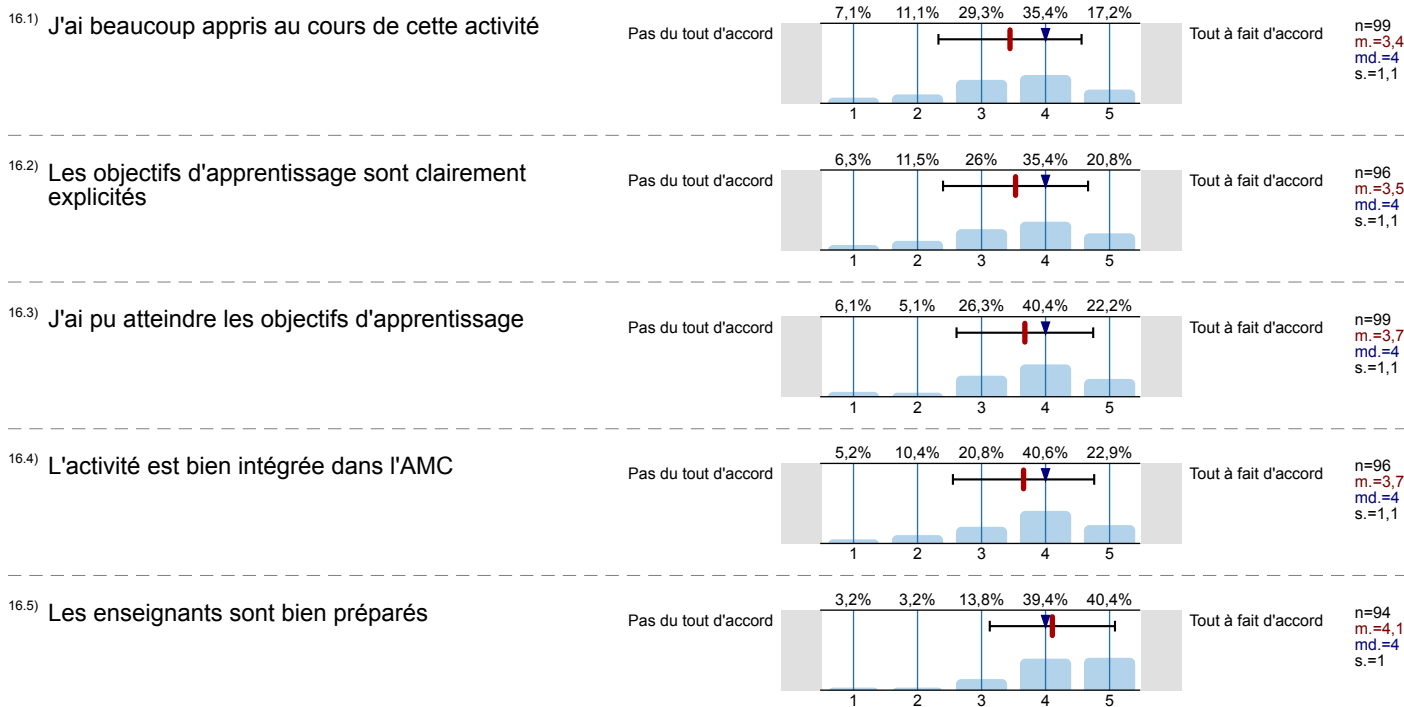 16.1) J'ai beaucoup appris au cours de cette activité
Pas du tout d'accord
7,1% 11,1% 29,3% 35,4% 17,2%
1 2 3 4 5
Tout à fait d'accord
n=99
m.=3,4
md.=4
s.=1,1
16.2) Les objectifs d'apprentissage sont clairement
explicités
Pas du tout d'accord
6,3% 11,5% 26% 35,4% 20,8%
1 2 3 4 5
Tout à fait d'accord
n=96
m.=3,5
md.=4
s.=1,1
16.3) J'ai pu atteindre les objectifs d'apprentissage
Pas du tout d'accord
6,1% 5,1% 26,3% 40,4% 22,2%
1 2 3 4 5
Tout à fait d'accord
n=99
m.=3,7
md.=4
s.=1,1
16.4) L'activité est bien intégrée dans l'AMC
Pas du tout d'accord
5,2% 10,4% 20,8% 40,6% 22,9%
1 2 3 4 5
Tout à fait d'accord
n=96
m.=3,7
md.=4
s.=1,1
16.5) Les enseignants sont bien préparés
Pas du tout d'accord
3,2% 3,2% 13,8% 39,4% 40,4%
1 2 3 4 5
Tout à fait d'accord
n=94
m.=4,1
md.=4
s.=1